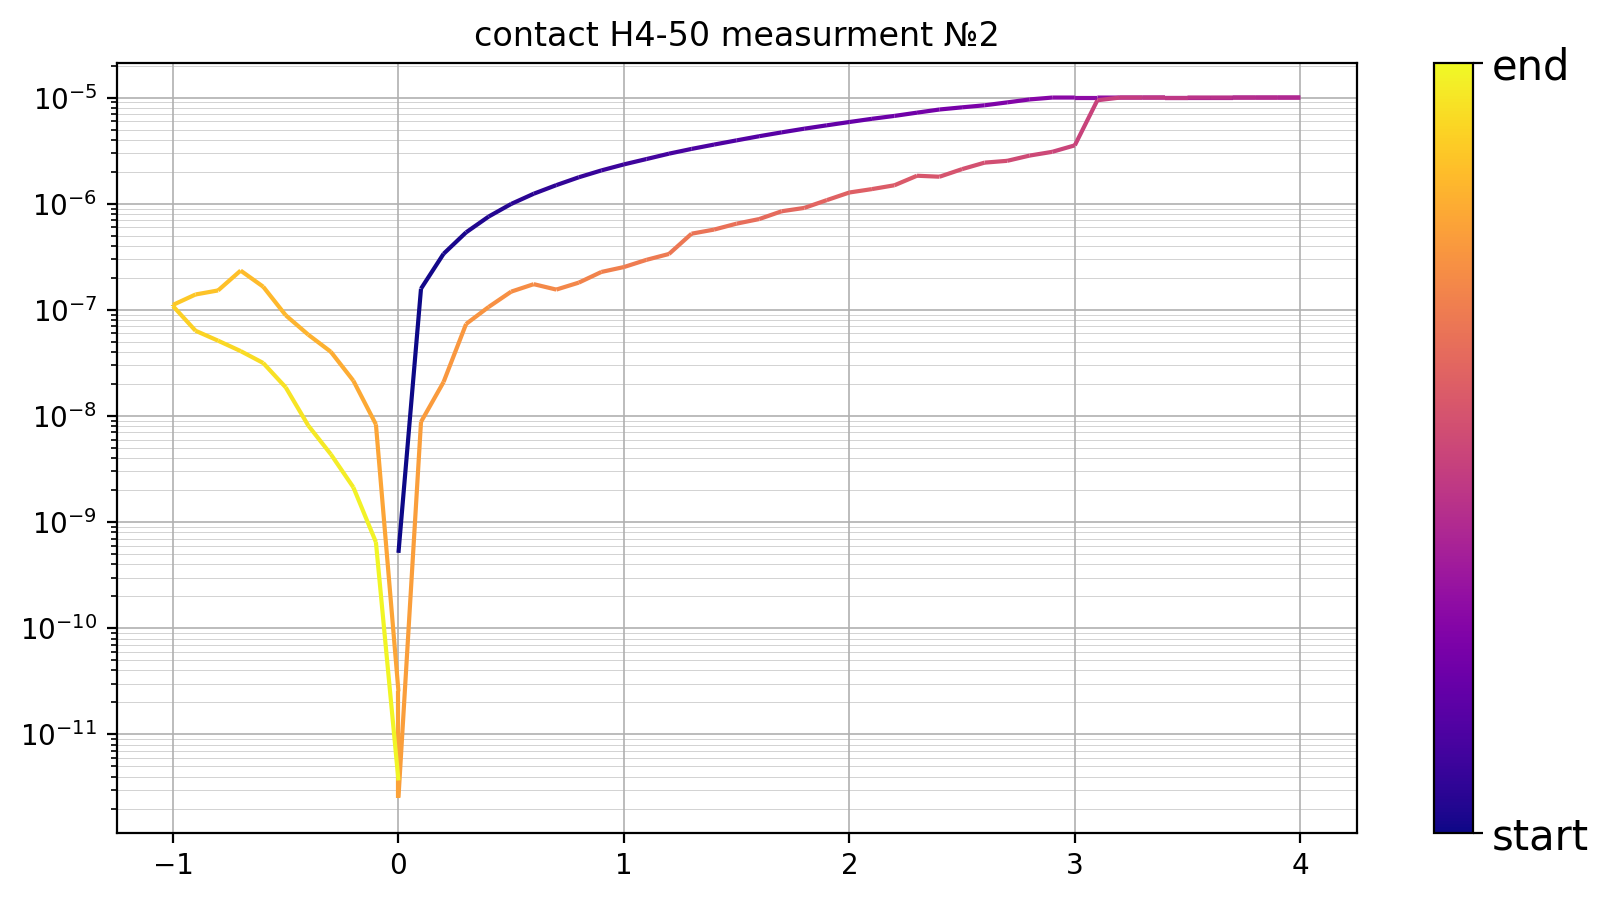 contact H4-50 measurment №2
10⁻⁵
10⁻⁶
10⁻⁷
10⁻⁸
10⁻⁹
10⁻¹⁰
10⁻¹¹
−1 0 1 2 3 4
end
start